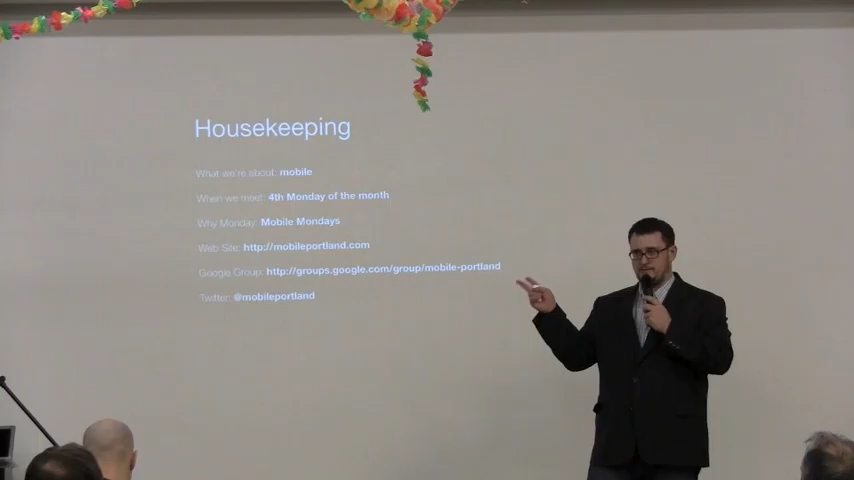 Housekeeping
What we're about: mobile
When we meet: 4th Monday of the month
Why Monday: Mobile Mondays
Web Site: http://mobileportland.com
Google Group: http://groups.google.com/group/mobile-portland
Twitter: @mobileportland